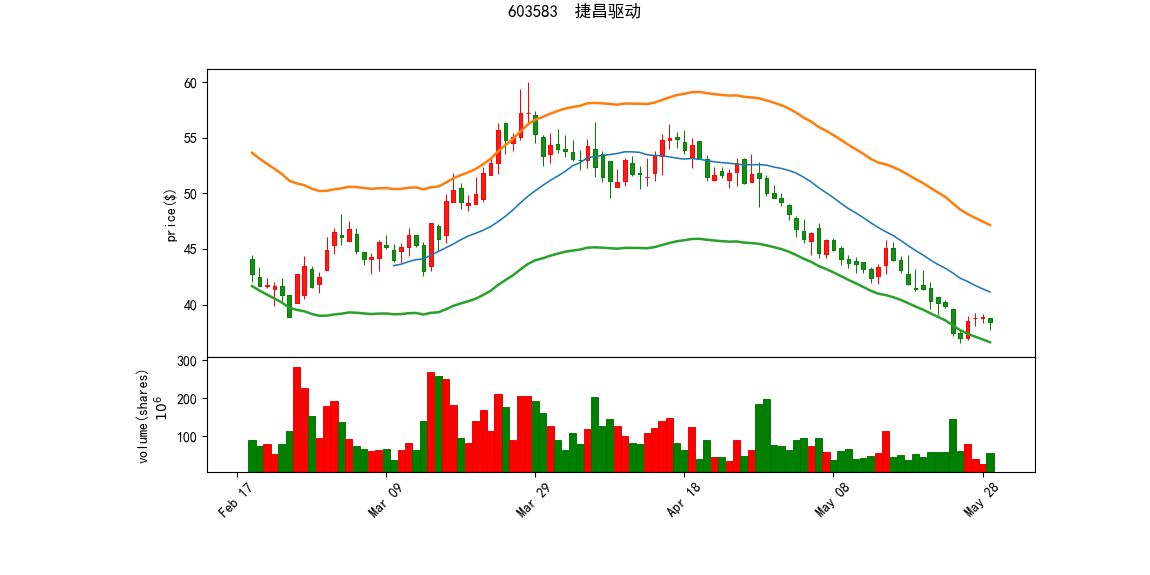 603583 捷昌驱动
price($)
60
55
50
45
40
volume(shares)
10^6
300
200
100
Feb 17
Mar 09
Mar 29
Apr 18
May 08
May 28